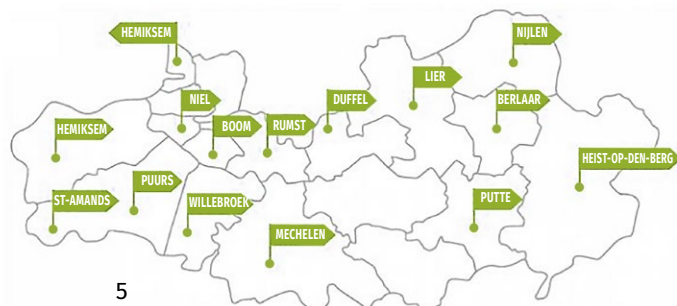 HEMIKSEM
NIJLEN
LIER
NIEL
DUFFEL
BERLAAR
HEMIKSEM
BOOM
RUMST
HEIST-OP-DEN-BERG
PUURS
ST-AMANDS
WILLEBROEK
PUTTE
MECHELEN
5